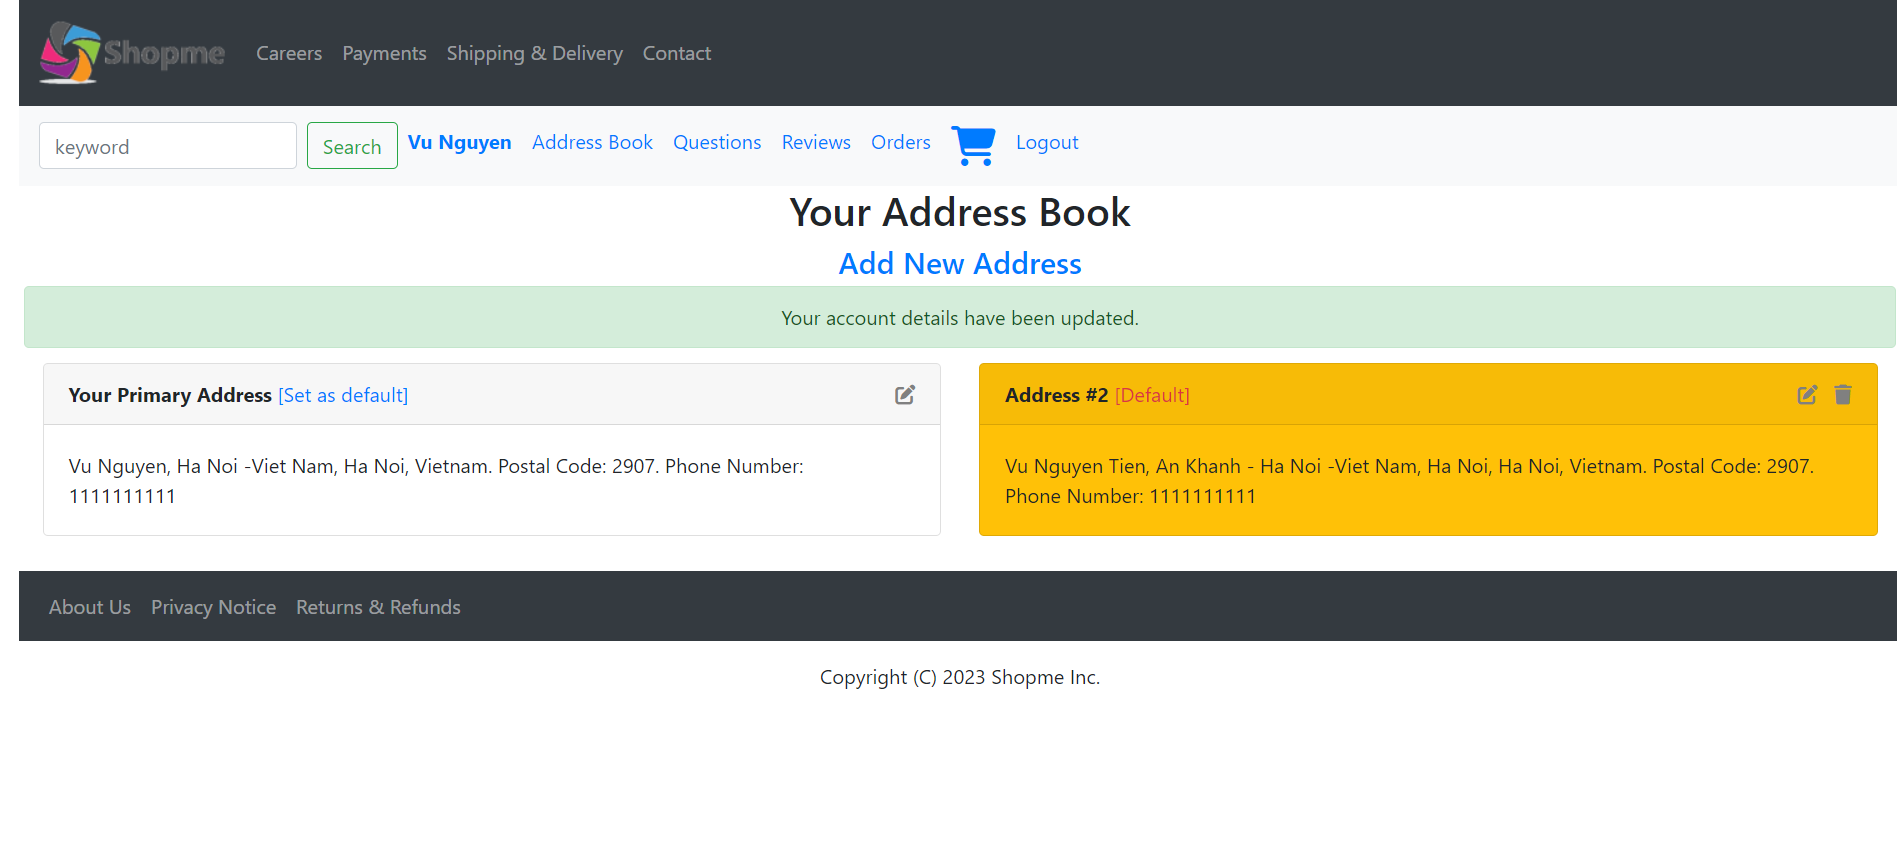 Shopme Careers Payments Shipping & Delivery Contact
keyword Search Vu Nguyen Address Book Questions Reviews Orders Logout
Your Address Book
Add New Address
Your account details have been updated.
Your Primary Address [Set as default]
Vu Nguyen, Ha Noi -Viet Nam, Ha Noi, Vietnam. Postal Code: 2907. Phone Number:
1111111111
Address #2 [Default]
Vu Nguyen Tien, An Khanh - Ha Noi -Viet Nam, Ha Noi, Ha Noi, Vietnam. Postal Code: 2907.
Phone Number: 1111111111
About Us Privacy Notice Returns & Refunds
Copyright (C) 2023 Shopme Inc.